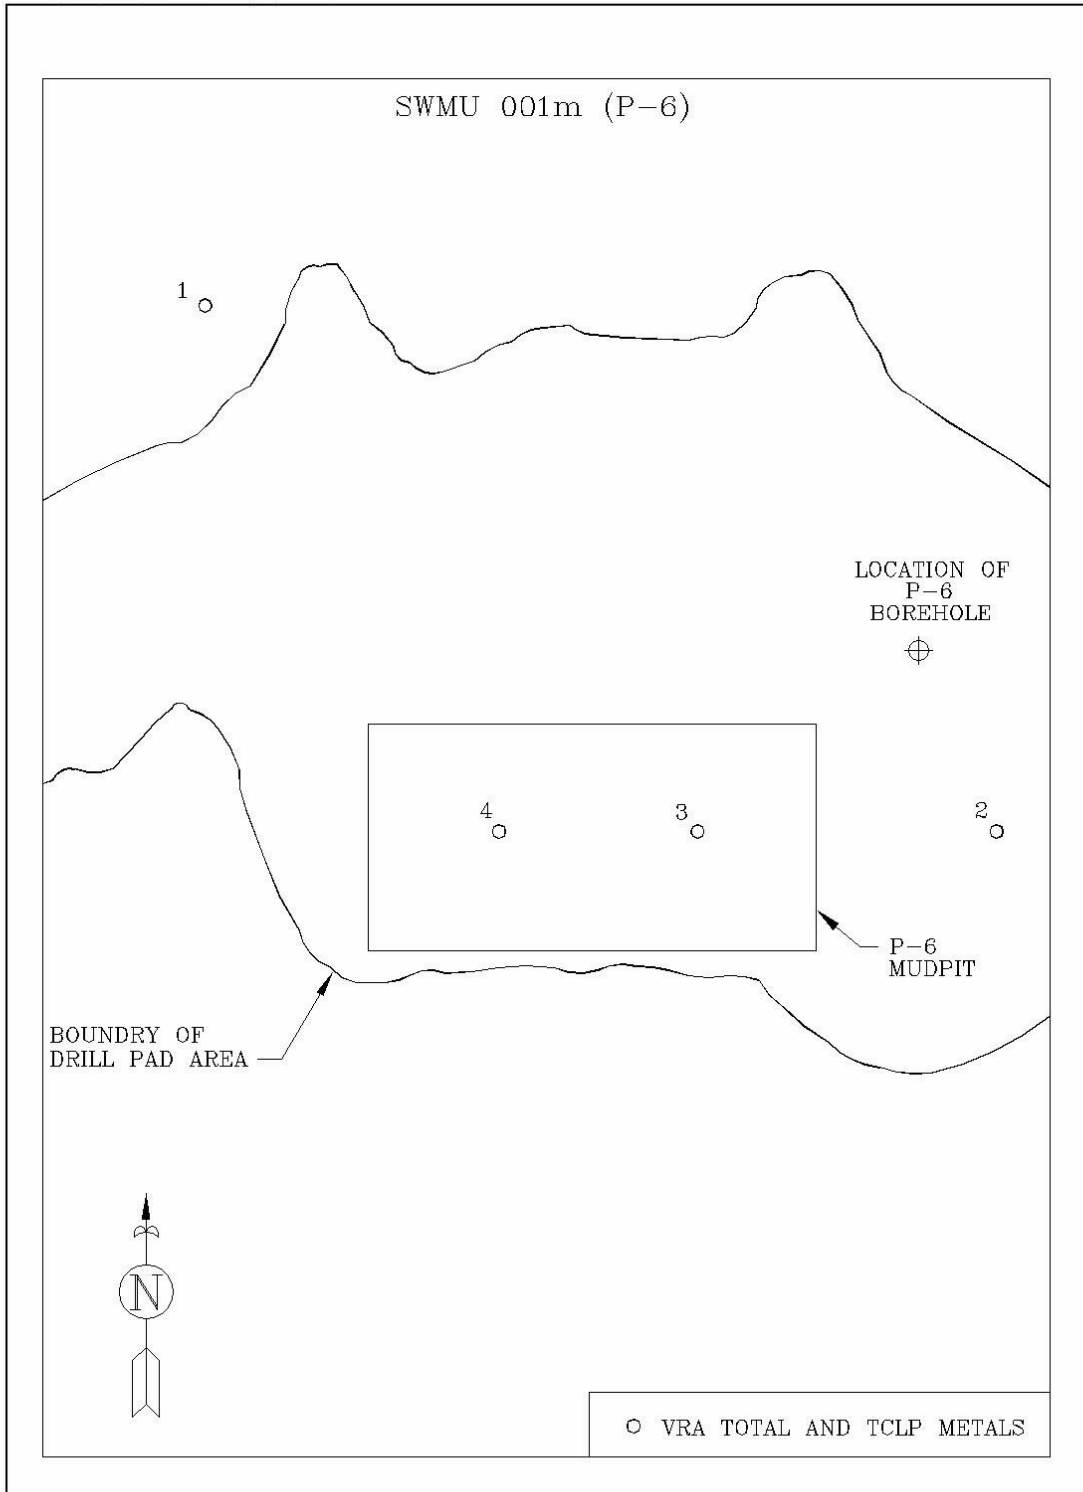 SWMU 001m (P-6)
1
LOCATION OF
P-6
BOREHOLE
4
3
2
P-6
MUDPIT
BOUNDRY OF
DRILL PAD AREA
N
VRA TOTAL AND TCLP METALS